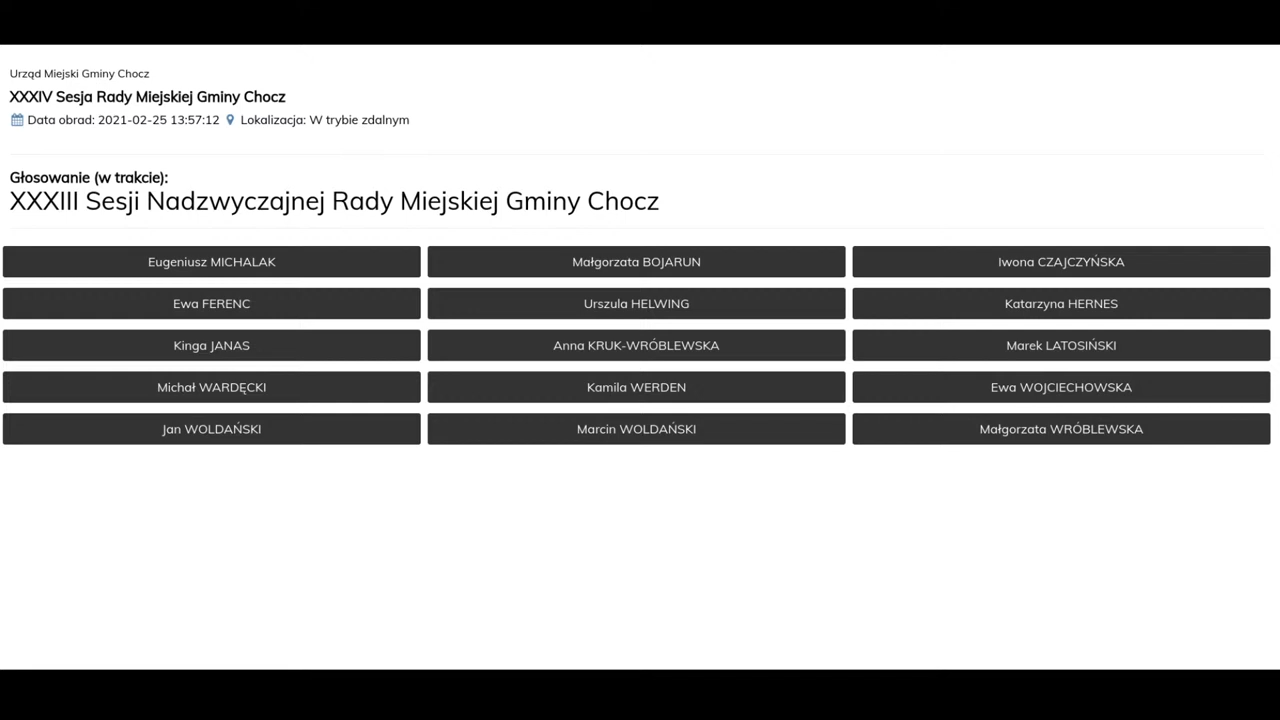 Urząd Miejski Gminy Chocz
XXXIV Sesja Rady Miejskiej Gminy Chocz
Data obrad: 2021-02-25 13:57:12 Lokalizacja: W trybie zdalnym
Głosowanie (w trakcie):
XXXIII Sesji Nadzwyczajnej Rady Miejskiej Gminy Chocz
Eugeniusz MICHALAK Małgorzata BOJARUN Iwona CZAJCZYŃSKA
Ewa FERENC Urszula HELWING Katarzyna HERNES
Kinga JANAS Anna KRUK-WRÓBLEWSKA Marek LATOSIŃSKI
Michał WARDĘCKI Kamila WERDEN Ewa WOJCIECHOWSKA
Jan WOLDAŃSKI Marcin WOLDAŃSKI Małgorzata WRÓBLEWSKA